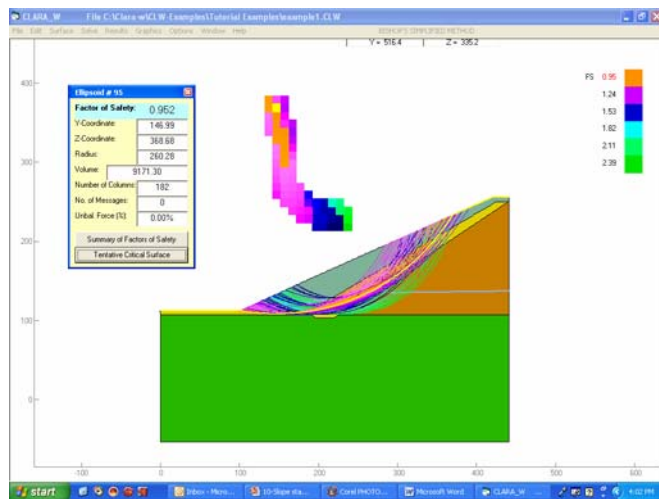 CLARA_W File C:\Clara-w\CLW-Examples\Tutorial Examples\example1.CLW
File Edit Surface Solve Results Graphics Options Window Help BISHOP'S SIMPLIFIED METHOD
Y = 516.4 Z = 335.2
Ellipsoid # 95
Factor of Safety: 0.952
Y-Coordinate: 146.99
Z-Coordinate: 368.68
Radius: 260.28
Volume: 9171.30
Number of Columns: 182
No. of Messages: 0
Unbal. Force (%) 0.00%
Summary of Factors of Safety
Tentative Critical Surface
FS 0.95
1.24
1.53
1.82
2.11
2.39
400
300
200
100
0
-100 0 100 200 300 400 500 600
start Inbox - Micro... 10-Slope sta... Corel PHOTO... Microsoft Word CLARA_W 4:02 PM